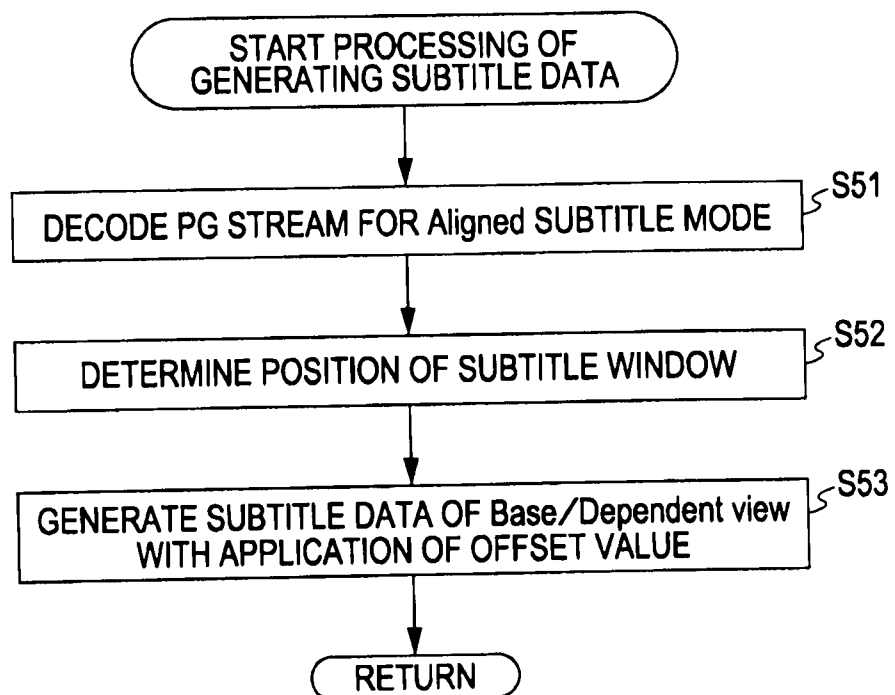 START PROCESSING OF
GENERATING SUBTITLE DATA
S51
DECODE PG STREAM FOR Aligned SUBTITLE MODE
S52
DETERMINE POSITION OF SUBTITLE WINDOW
S53
GENERATE SUBTITLE DATA OF Base/Dependent view
WITH APPLICATION OF OFFSET VALUE
RETURN